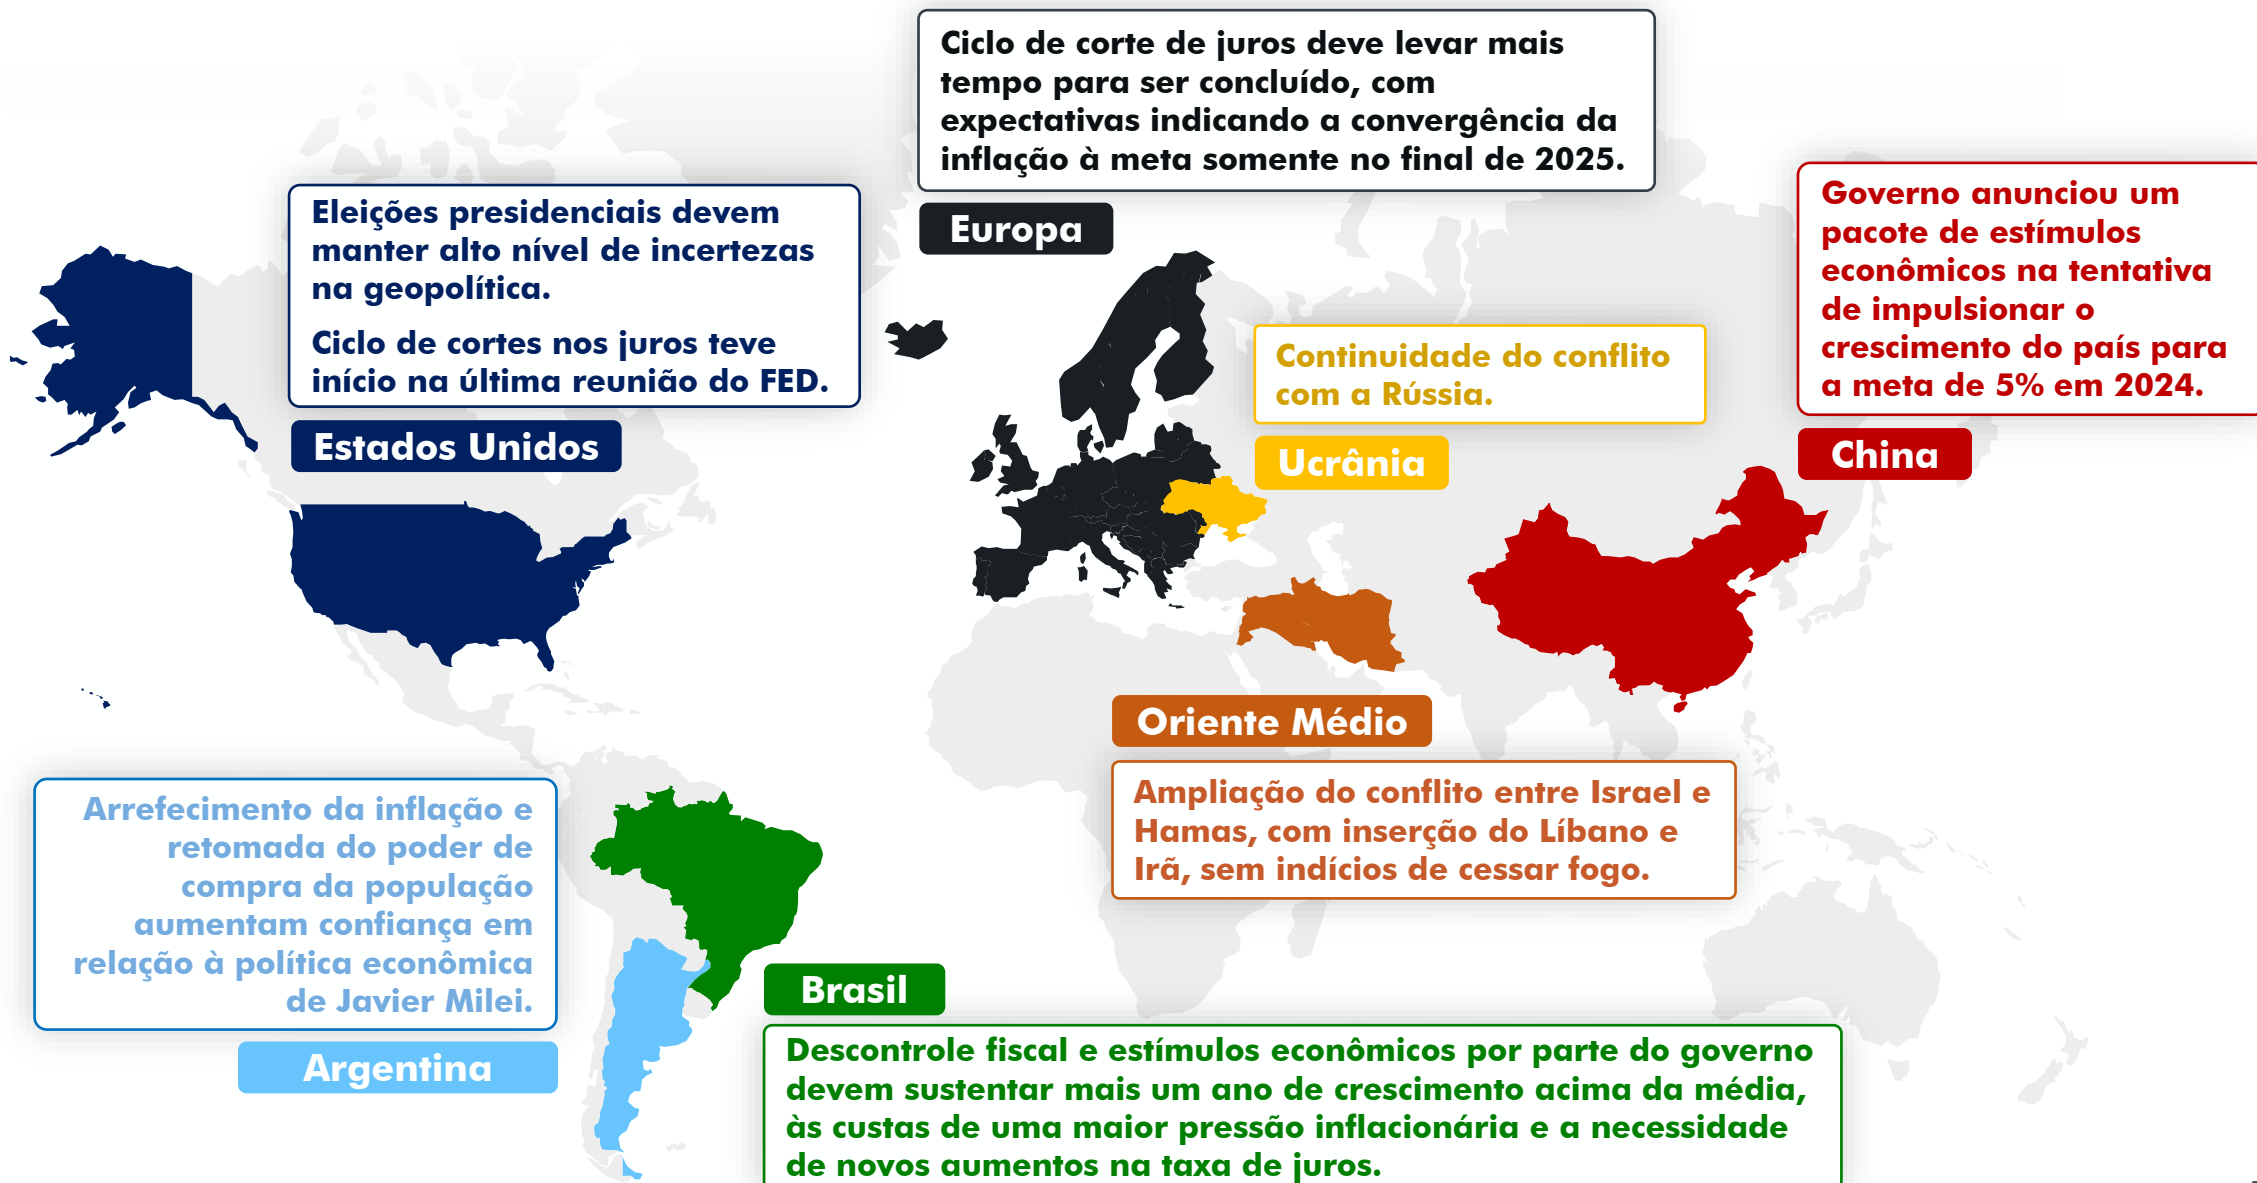 Ciclo de corte de juros deve levar mais
tempo para ser concluído, com
expectativas indicando a convergência da
inflação à meta somente no final de 2025.
Europa
Eleições presidenciais devem
manter alto nível de incertezas
na geopolítica.
Ciclo de cortes nos juros teve
início na última reunião do FED.
Estados Unidos
Governo anunciou um
pacote de estímulos
econômicos na tentativa
de impulsionar o
crescimento do país para
a meta de 5% em 2024.
China
Continuidade do conflito
com a Rússia.
Ucrânia
Oriente Médio
Ampliação do conflito entre Israel e
Hamas, com inserção do Líbano e
Irã, sem indícios de cessar fogo.
Arrefecimento da inflação e
retomada do poder de
compra da população
aumentam confiança em
relação à política econômica
de Javier Milei.
Argentina
Brasil
Descontrole fiscal e estímulos econômicos por parte do governo
devem sustentar mais um ano de crescimento acima da média,
às custas de uma maior pressão inflacionária e a necessidade
de novos aumentos na taxa de juros.